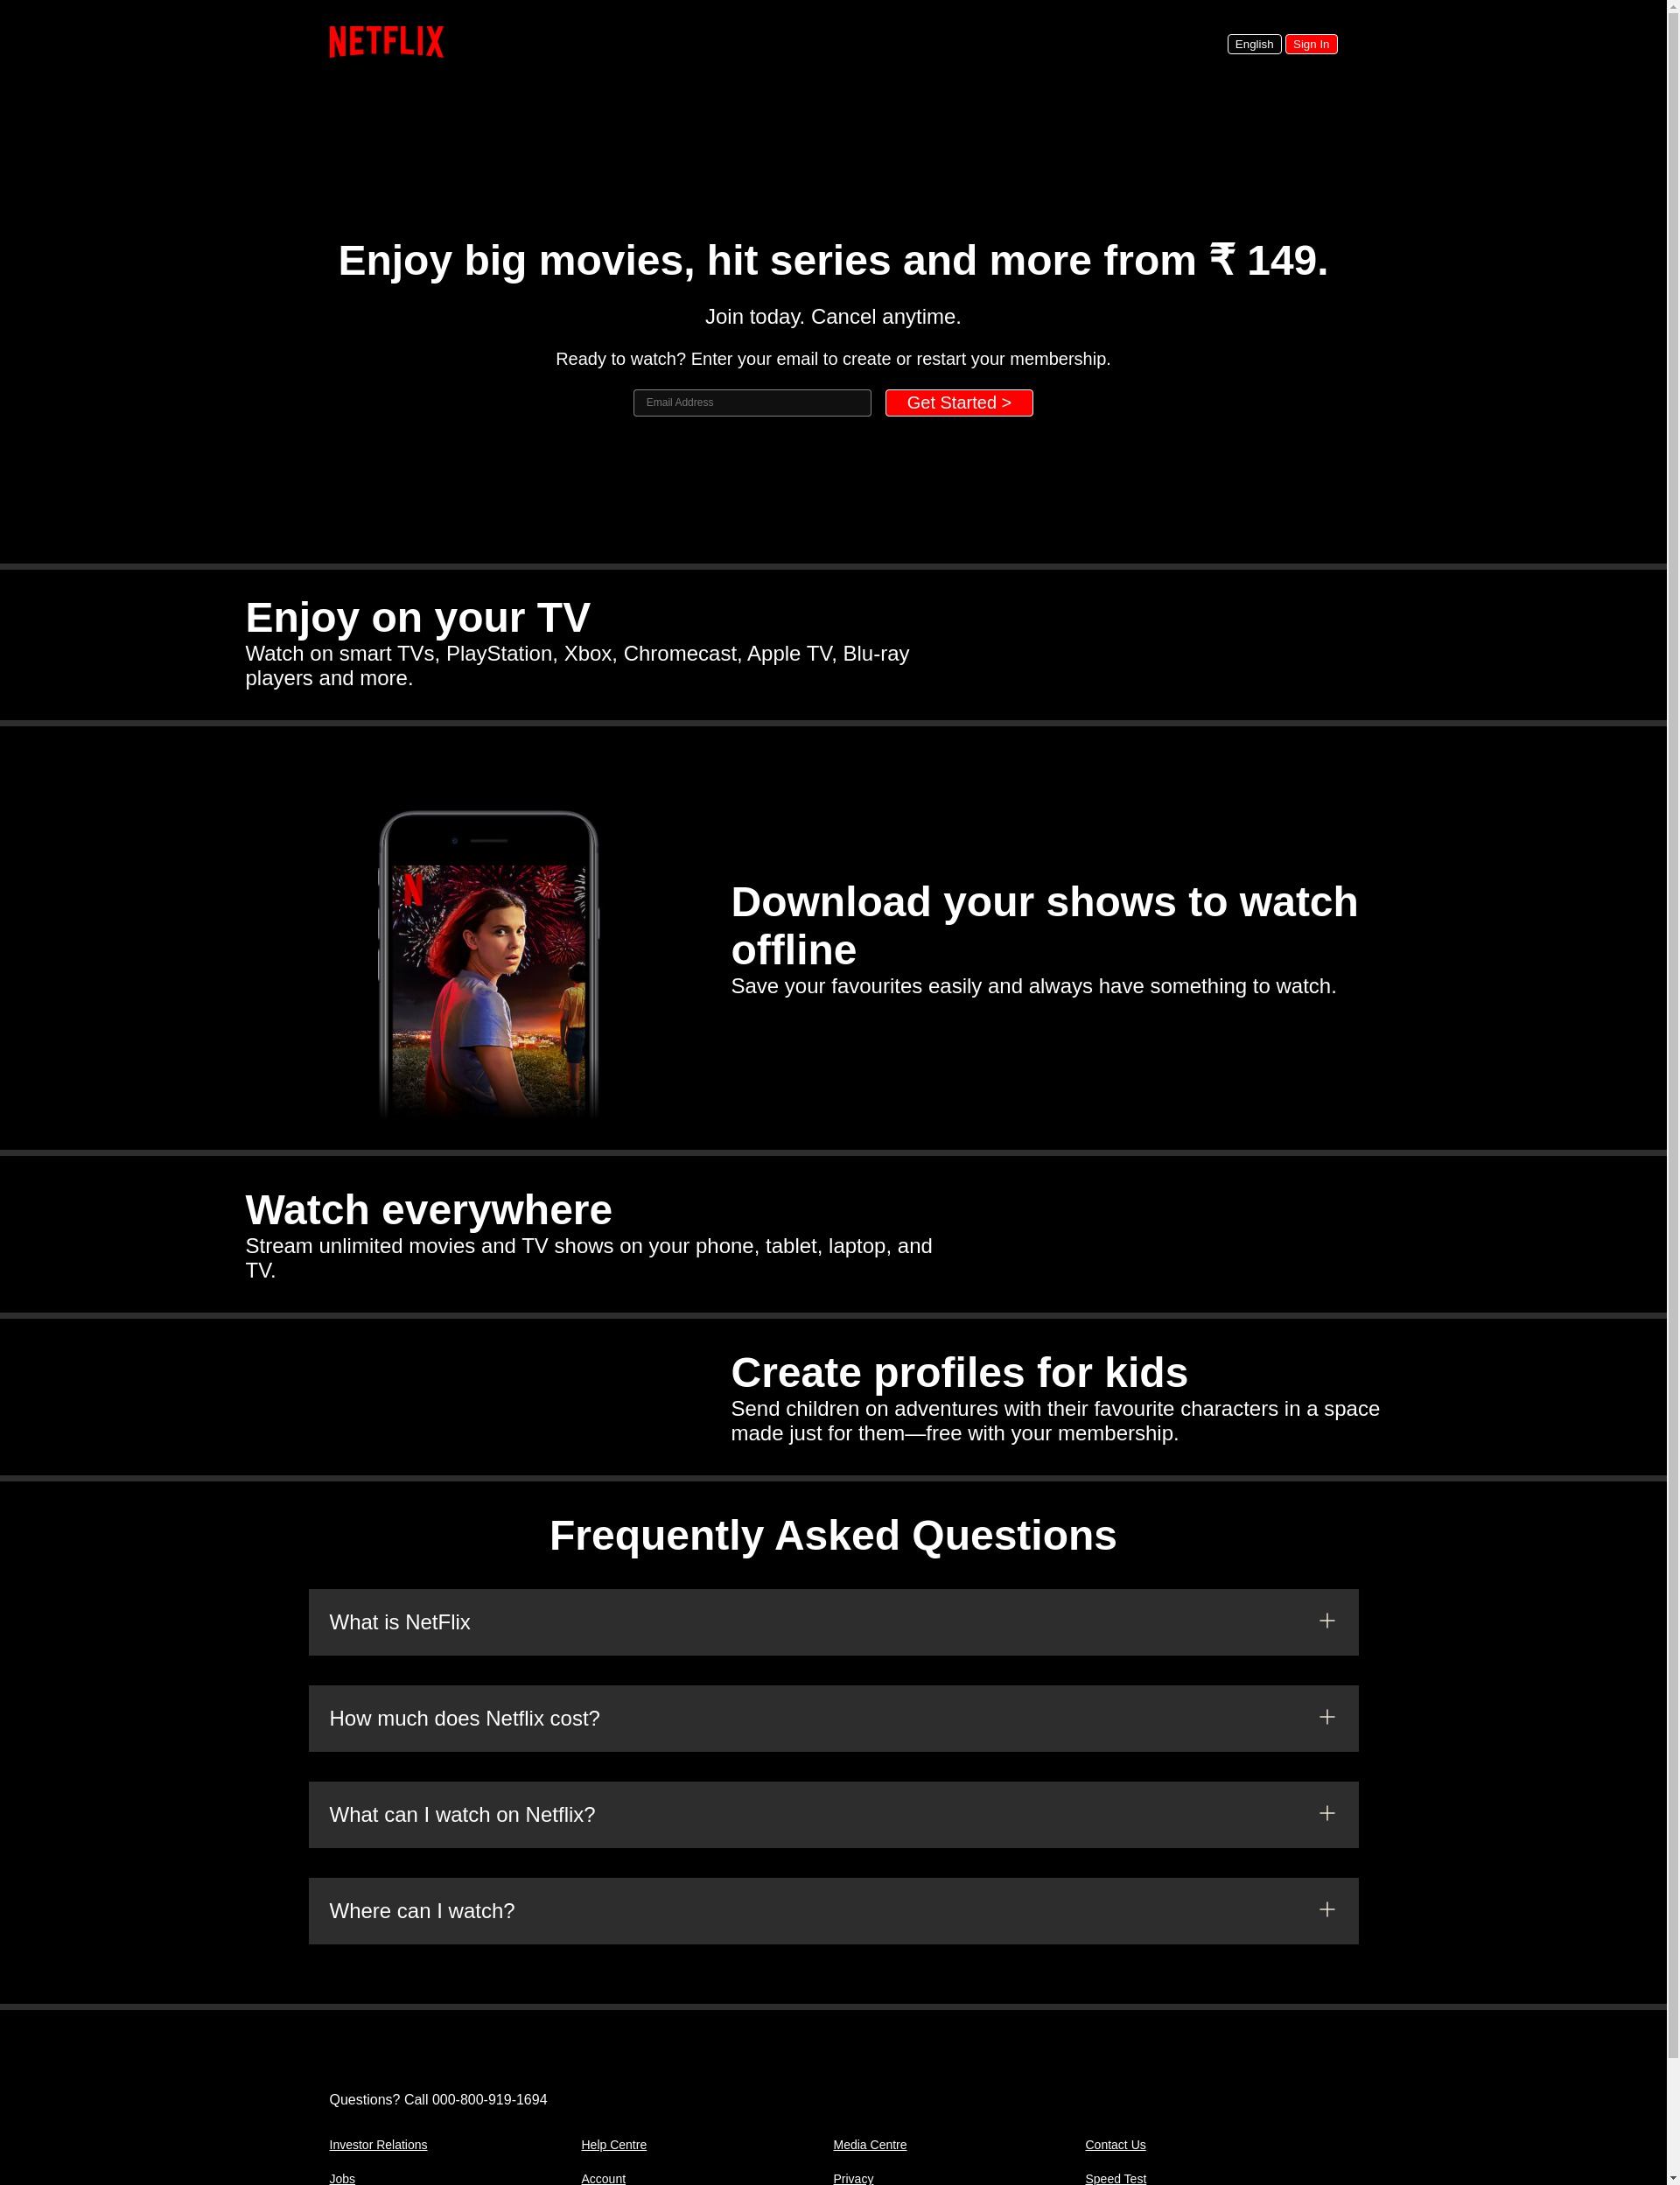 NETFLIX
English
Sign In
Enjoy big movies, hit series and more from ₹ 149.
Join today. Cancel anytime.
Ready to watch? Enter your email to create or restart your membership.
Email Address
Get Started >
Enjoy on your TV
Watch on smart TVs, PlayStation, Xbox, Chromecast, Apple TV, Blu-ray
players and more.
N
Download your shows to watch
offline
Save your favourites easily and always have something to watch.
Watch everywhere
Stream unlimited movies and TV shows on your phone, tablet, laptop, and
TV.
Create profiles for kids
Send children on adventures with their favourite characters in a space
made just for them—free with your membership.
Frequently Asked Questions
What is NetFlix
How much does Netflix cost?
What can I watch on Netflix?
Where can I watch?
Questions? Call 000-800-919-1694
Investor Relations
Help Centre
Media Centre
Contact Us
Jobs
Account
Privacy
Speed Test